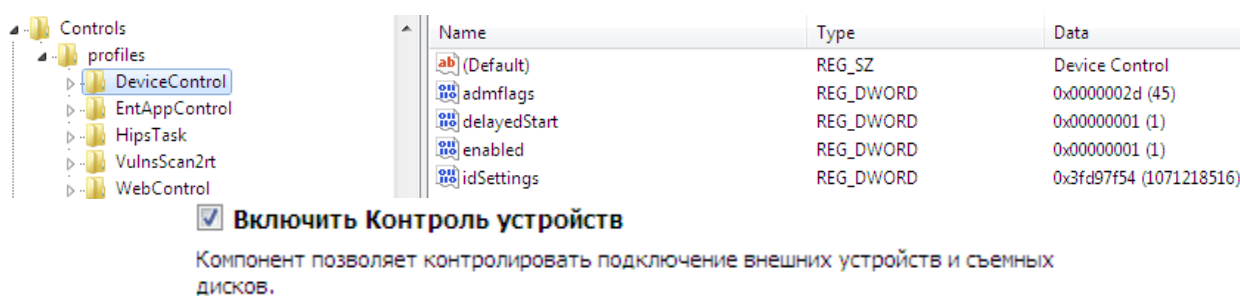 Controls
profiles
DeviceControl
EntAppControl
HipsTask
VulnsScan2rt
WebControl
Name Type Data
(Default) REG_SZ Device Control
admflags REG_DWORD 0x0000002d (45)
delayedStart REG_DWORD 0x00000001 (1)
enabled REG_DWORD 0x00000001 (1)
idSettings REG_DWORD 0x3fd97f54 (1071218516)
Включить Контроль устройств
Компонент позволяет контролировать подключение внешних устройств и съемных
дисков.